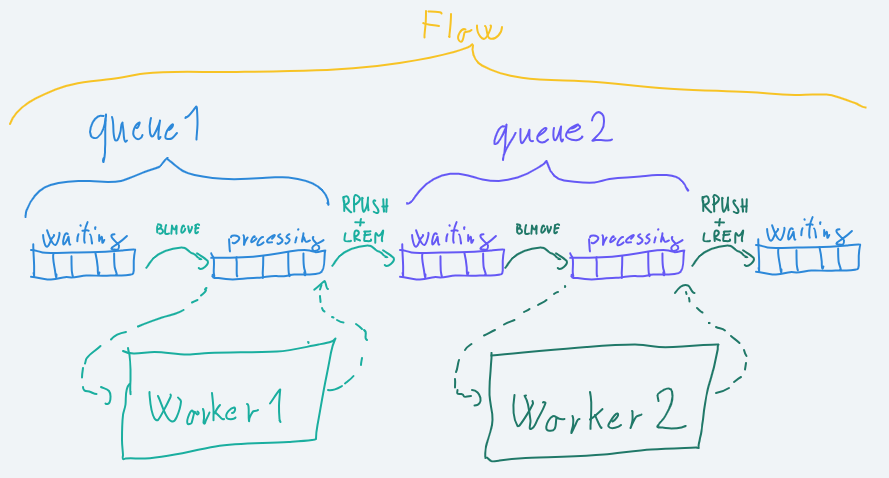 Flow
queue1
queue2
waiting
BLMOVE
processing
RPUSH
+
LREM
waiting
BLMOVE
processing
RPUSH
+
LREM
waiting
Worker1
Worker2